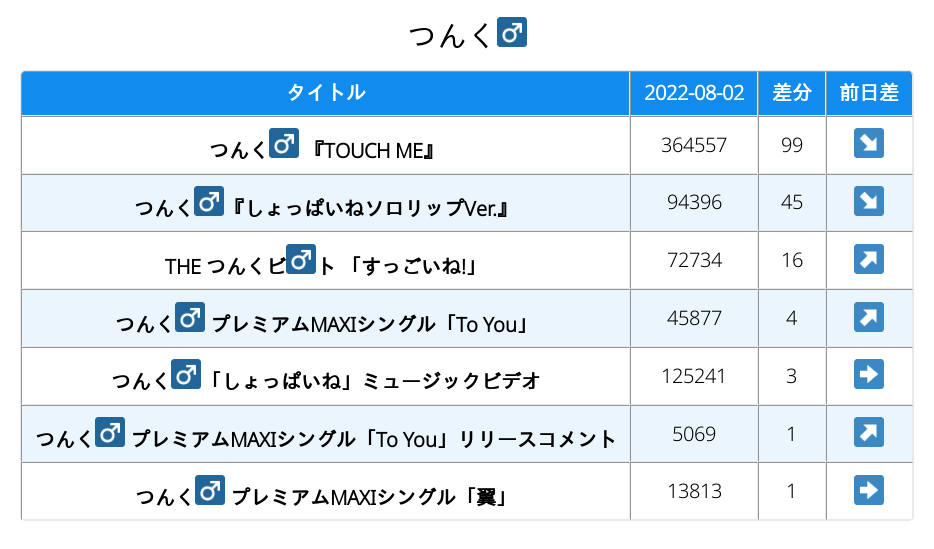 つんく♂
タイトル 2022-08-02 差分 前日差
つんく♂ 『TOUCH ME』 364557 99 ↘
つんく♂『しょっぱいねソロリップVer.』 94396 45 ↘
THE つんくビ♂ト 「すっごいね!」 72734 16 ↗
つんく♂ プレミアムMAXIシングル「To You」 45877 4 ↗
つんく♂「しょっぱいね」ミュージックビデオ 125241 3 ➡
つんく♂ プレミアムMAXIシングル「To You」リリースコメント 5069 1 ↗
つんく♂ プレミアムMAXIシングル「翼」 13813 1 ➡